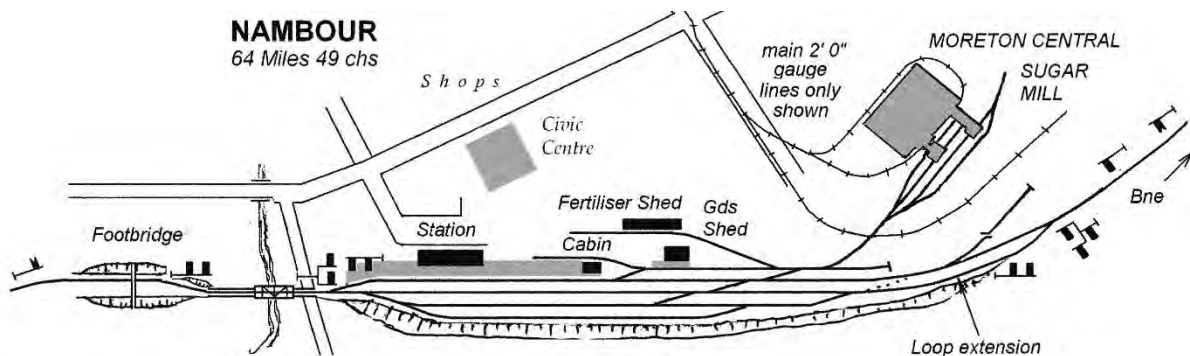 NAMBOUR
64 Miles 49 chs
Shops
Civic
Centre
main 2' 0"
gauge
lines only
shown
MORETON CENTRAL
SUGAR
MILL
Bne
Footbridge
Station
Fertiliser Shed
Cabin
Gds
Shed
Loop extension